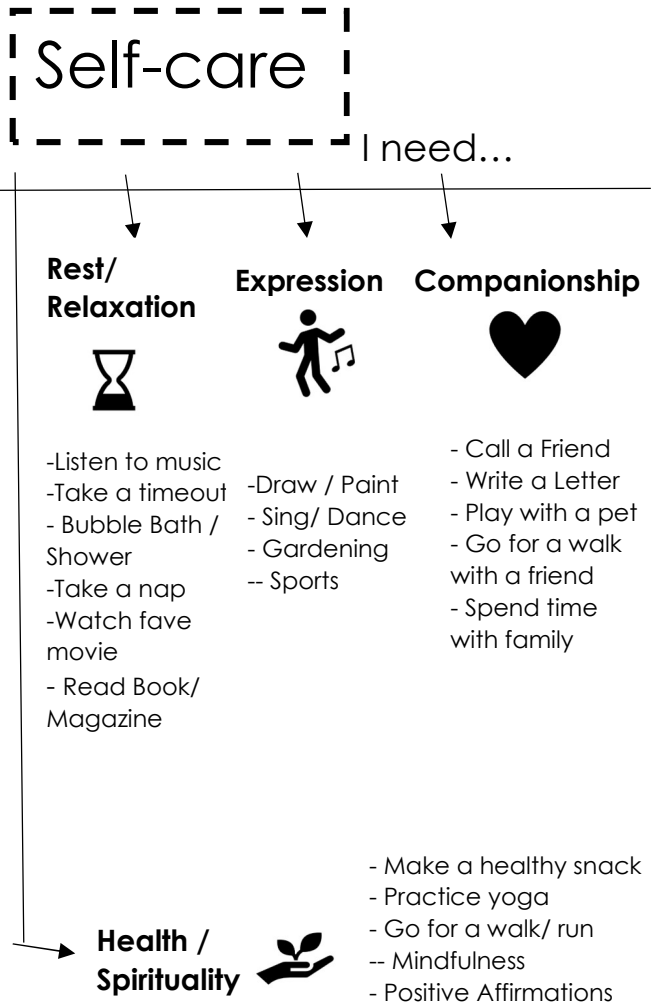 Self-care
I need...
Rest/
Relaxation
-Listen to music
-Take a timeout
- Bubble Bath /
Shower
-Take a nap
-Watch fave
movie
- Read Book/
Magazine
Expression
-Draw / Paint
- Sing/ Dance
- Gardening
-- Sports
Companionship
- Call a Friend
- Write a Letter
- Play with a pet
- Go for a walk
with a friend
- Spend time
with family
Health /
Spirituality
- Make a healthy snack
- Practice yoga
- Go for a walk/ run
-- Mindfulness
- Positive Affirmations